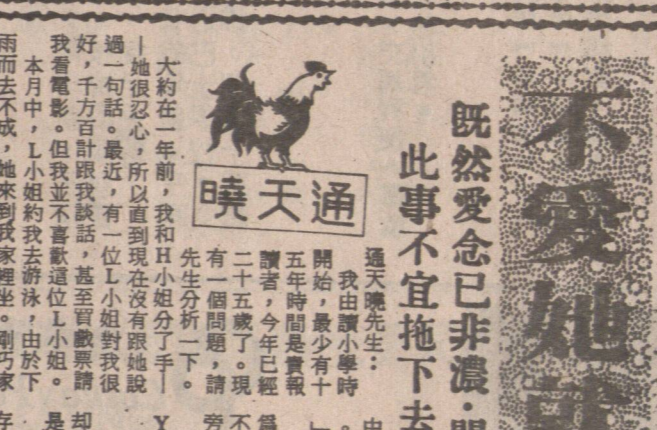 不愛她就
既然愛念已非濃·
此事不宜拖下去
通天曉
通天曉先生：
我由讀小學時
開始，最少有十
五年時間是貴報
讀者，今年已經
二十五歲了。現
有一個問題，請
先生分析一下。
大約在一年前，我和H小姐分了手—
—她很忍心，所以直到現在沒有跟她說
過一句話。最近，有一位L小姐對我很
好，千方百計跟我談話，甚至買戲票請
我看電影。但我並不喜歡這位L小姐。
本月中，L小姐約我去游泳，由於下
雨而去不成，她來到我家裡坐。剛巧家
。
為
不
旁
Y
却
是
存